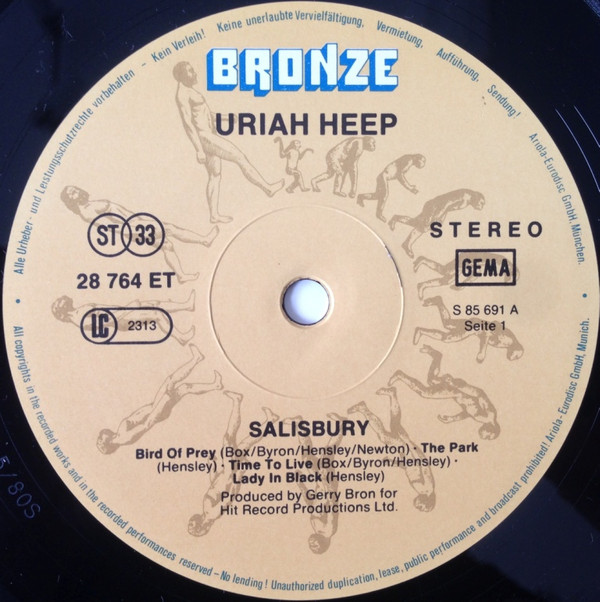 Alle Urheber- und Leistungsschutzrechte vorbehalten - Kein Verleih! Keine unerlaubte Vervielfältigung, Vermietung, Aufführung, Sendung! Ariola-Eurodisc GmbH, München.
BRONZE
URIAH HEEP
ST 33
28 764 ET
LC 2313
STEREO
GEMA
S 85 691 A
Seite 1
SALISBURY
Bird Of Prey (Box/Byron/Hensley/Newton) · The Park
(Hensley) · Time To Live (Box/Byron/Hensley) ·
Lady In Black (Hensley)
Produced by Gerry Bron for
Hit Record Productions Ltd.
All copyrights in the recorded works and in the recorded performances reserved – No lending! Unauthorized duplication, lease, public performance and broadcast prohibited! Ariola-Eurodisc GmbH, Munich.